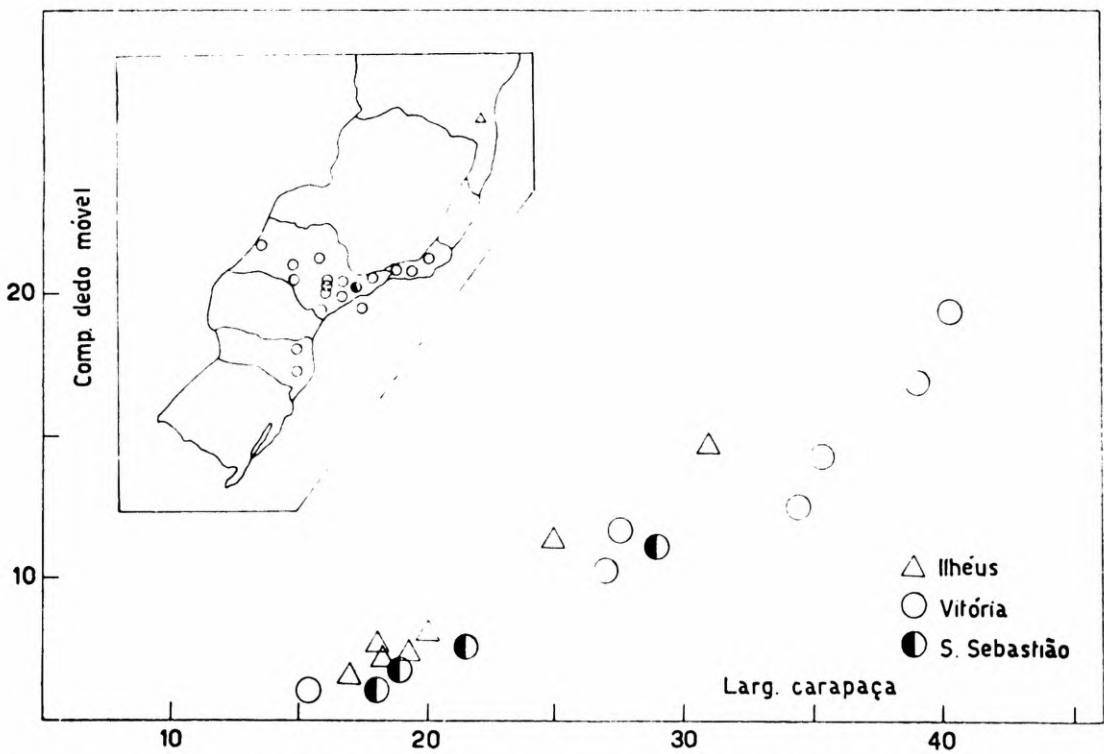 Comp. dedo móvel
20
10
Ilhéus
Vitória
S. Sebastião
Larg. carapaça
10
20
30
40